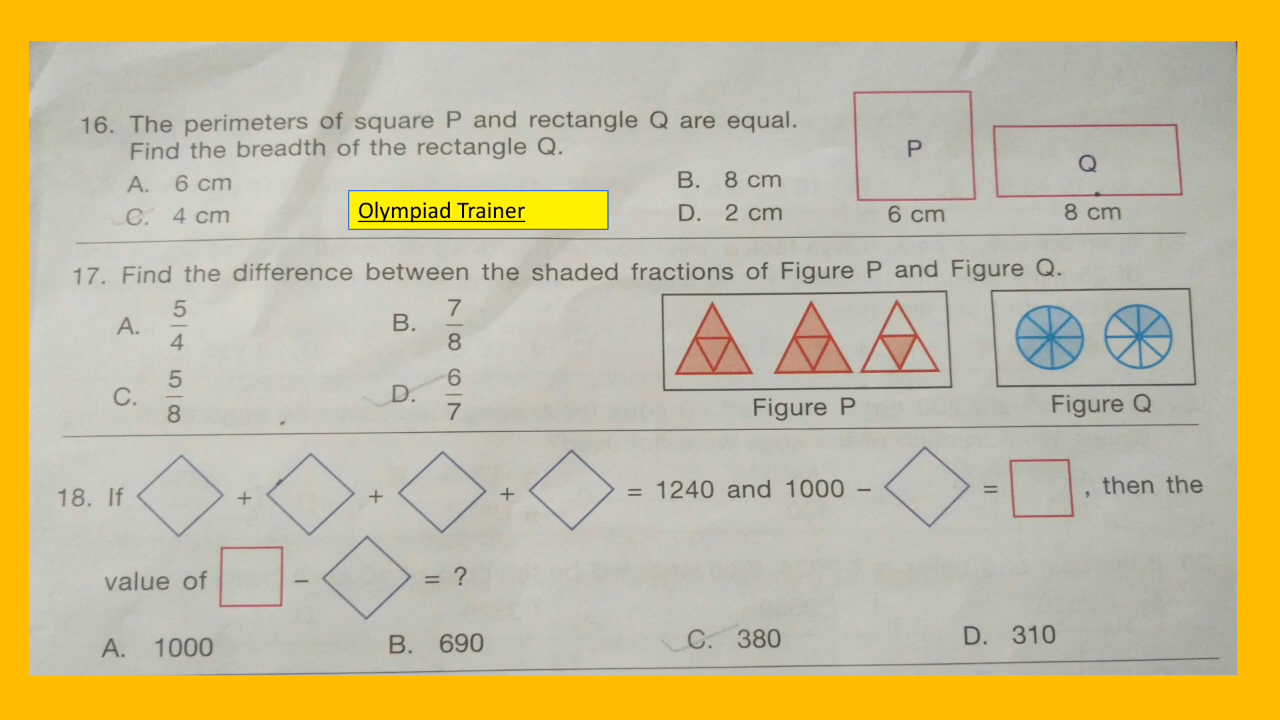 16. The perimeters of square P and rectangle Q are equal.
Find the breadth of the rectangle Q.
A. 6 cm B. 8 cm
C. 4 cm D. 2 cm
Olympiad Trainer
P
Q
6 cm 8 cm
17. Find the difference between the shaded fractions of Figure P and Figure Q.
A. 5/4 B. 7/8
C. 5/8 D. 6/7
Figure P Figure Q
18. If + + + = 1240 and 1000 – = , then the
value of – = ?
A. 1000 B. 690 C. 380 D. 310